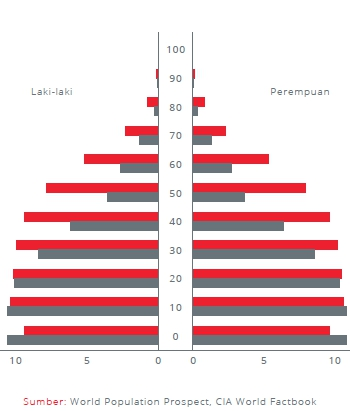 100
90
Laki-laki
Perempuan
80
70
60
50
40
30
20
10
0
10 5 0 0 5 10
Sumber: World Population Prospect, CIA World Factbook